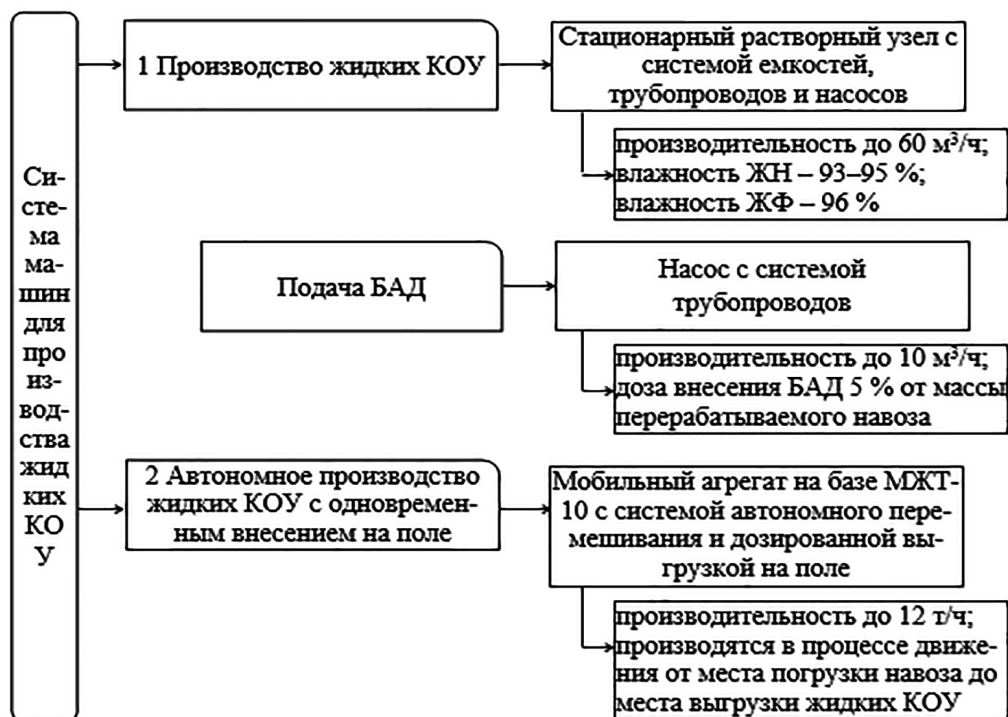 Си-
сте-
ма
ма-
шин
для
про
из-
вод-
ства
жид
ких
КО
У
1 Производство жидких КОУ
Стационарный растворный узел с
системой емкостей,
трубопроводов и насосов
производительность до 60 м³/ч;
влажность ЖН – 93–95 %;
влажность ЖФ – 96 %
Подача БАД
Насос с системой
трубопроводов
производительность до 10 м³/ч;
доза внесения БАД 5 % от массы
перерабатываемого навоза
2 Автономное производство
жидких КОУ с одновремен-
ным внесением на поле
Мобильный агрегат на базе МЖТ-
10 с системой автономного пере-
мешивания и дозированной вы-
грузкой на поле
производительность до 12 т/ч;
производятся в процессе движе-
ния от места погрузки навоза до
места выгрузки жидких КОУ